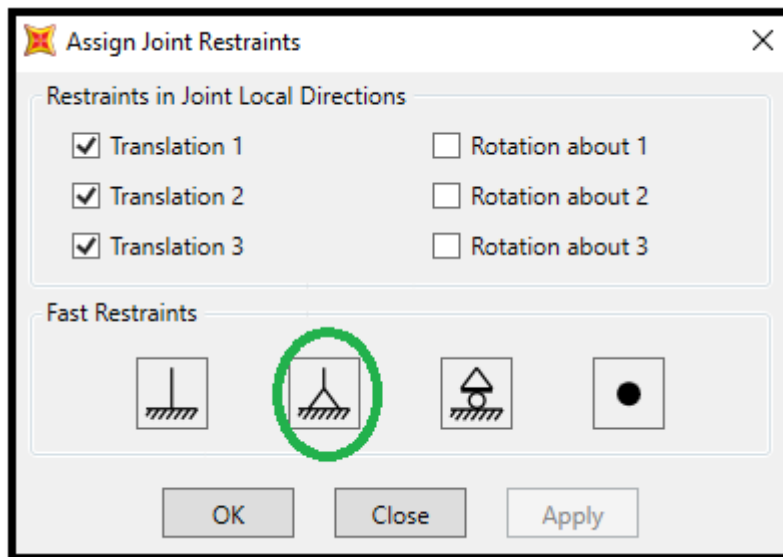 Assign Joint Restraints
Restraints in Joint Local Directions
Translation 1
Rotation about 1
Translation 2
Rotation about 2
Translation 3
Rotation about 3
Fast Restraints
OK
Close
Apply